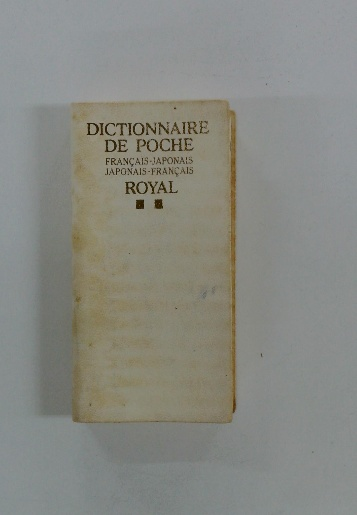 DICTIONNAIRE
DE POCHE
FRANÇAIS-JAPONAIS
JAPONAIS-FRANÇAIS
ROYAL